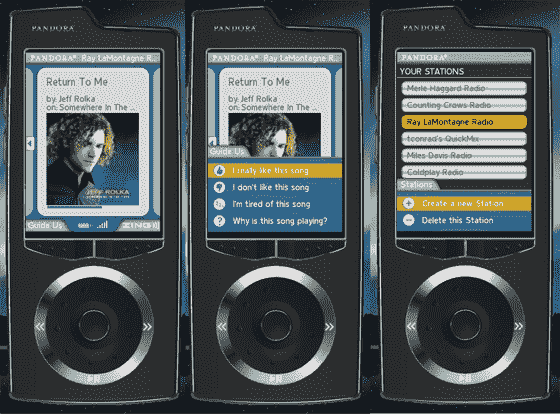 PANDORA
PANDORA® Ray LaMontagne R...
Return To Me
by Jeff Rolka
on: Somewhere In The ...
JEFF ROLKA
Guide Us
ZING
PANDORA
PANDORA® Ray LaMontagne R...
Return To Me
by Jeff Rolka
on: Somewhere In The ...
Guide Us
I really like this song
I don't like this song
I'm tired of this song
Why is this song playing?
PANDORA
PANDORA®
YOUR STATIONS
Merle Haggard Radio
Counting Crows Radio
Ray LaMontagne Radio
tconrad's QuickMix
Miles Davis Radio
Coldplay Radio
Stations
Create a new Station
Delete this Station